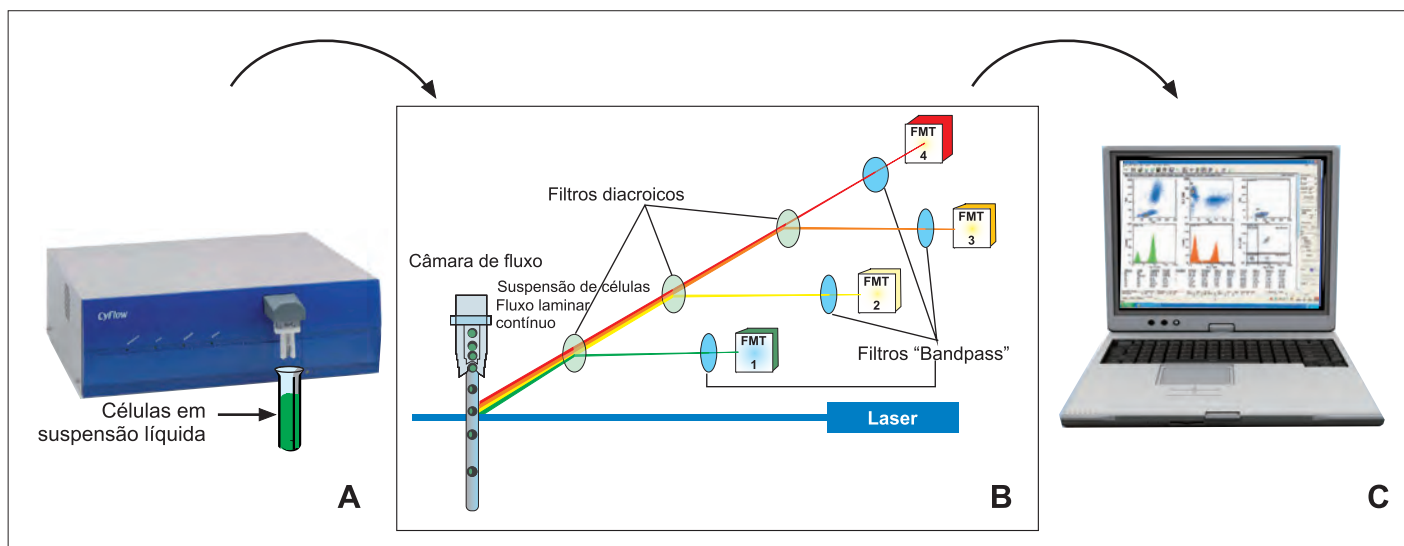 CyFlow
Células em
suspensão líquida
A
Filtros diacroicos
Câmara de fluxo
Suspensão de células
Fluxo laminar
contínuo
FMT
4
FMT
3
FMT
2
FMT
1
Filtros “Bandpass”
Laser
B
C